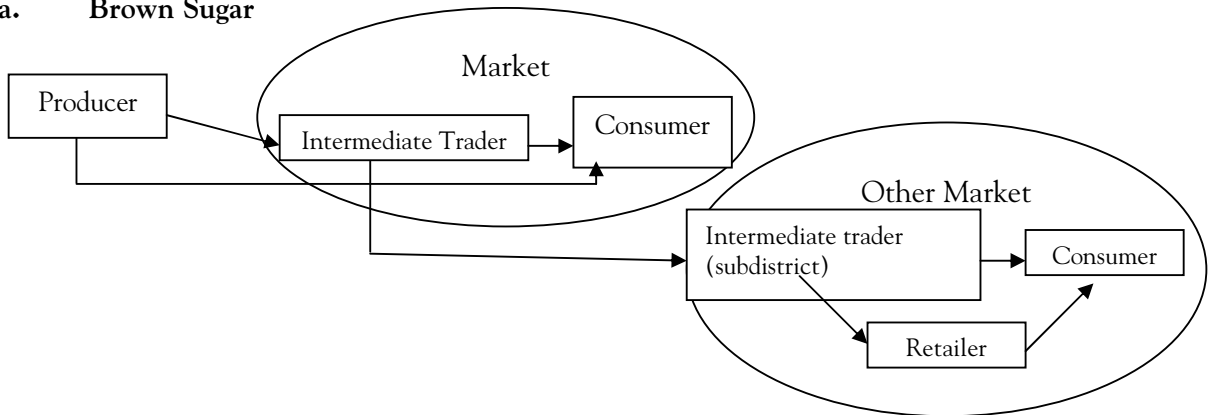 a. Brown Sugar
Market
Producer
Consumer
Intermediate Trader
Other Market
Intermediate trader
(subdistrict)
Consumer
Retailer